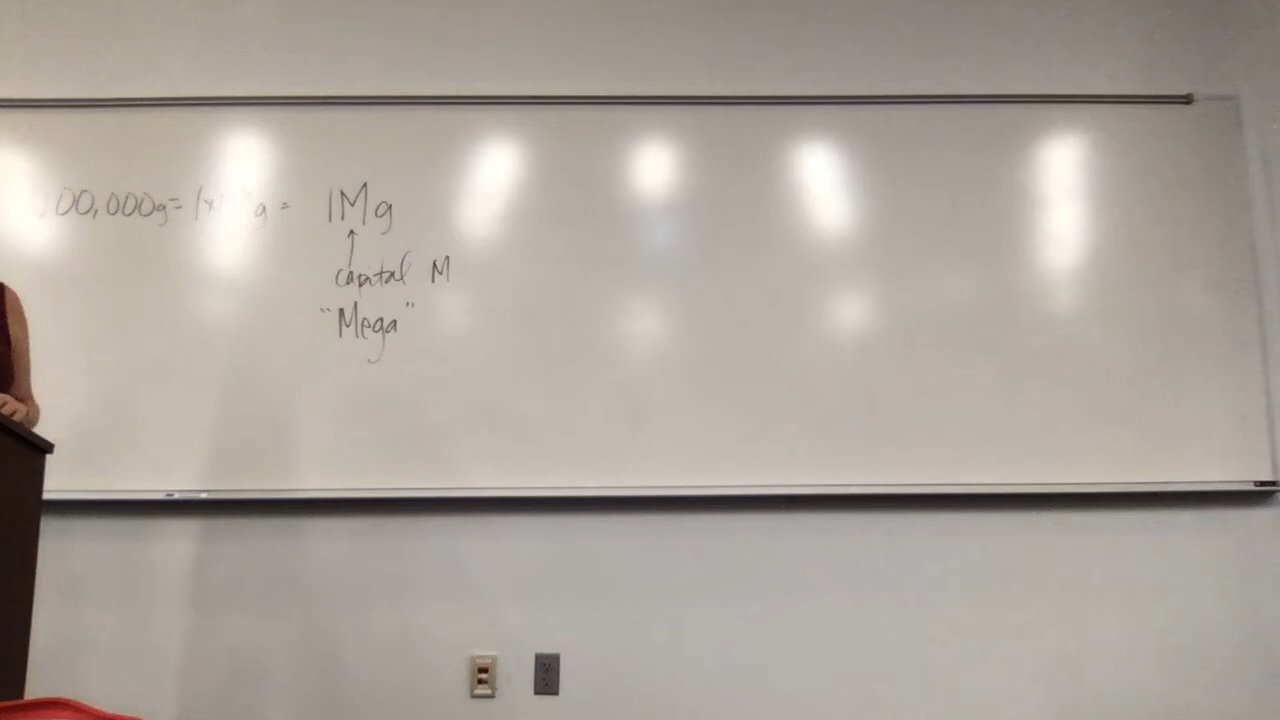 00,000g = 1x g = 1Mg
capital M
"Mega"